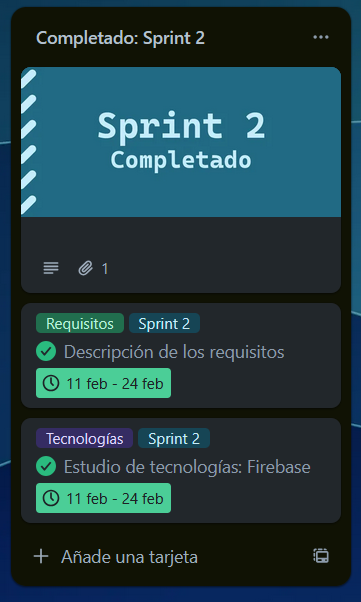 Completado: Sprint 2
Sprint 2
Completado
1
Requisitos Sprint 2
Descripción de los requisitos
11 feb - 24 feb
Tecnologías Sprint 2
Estudio de tecnologías: Firebase
11 feb - 24 feb
Añade una tarjeta